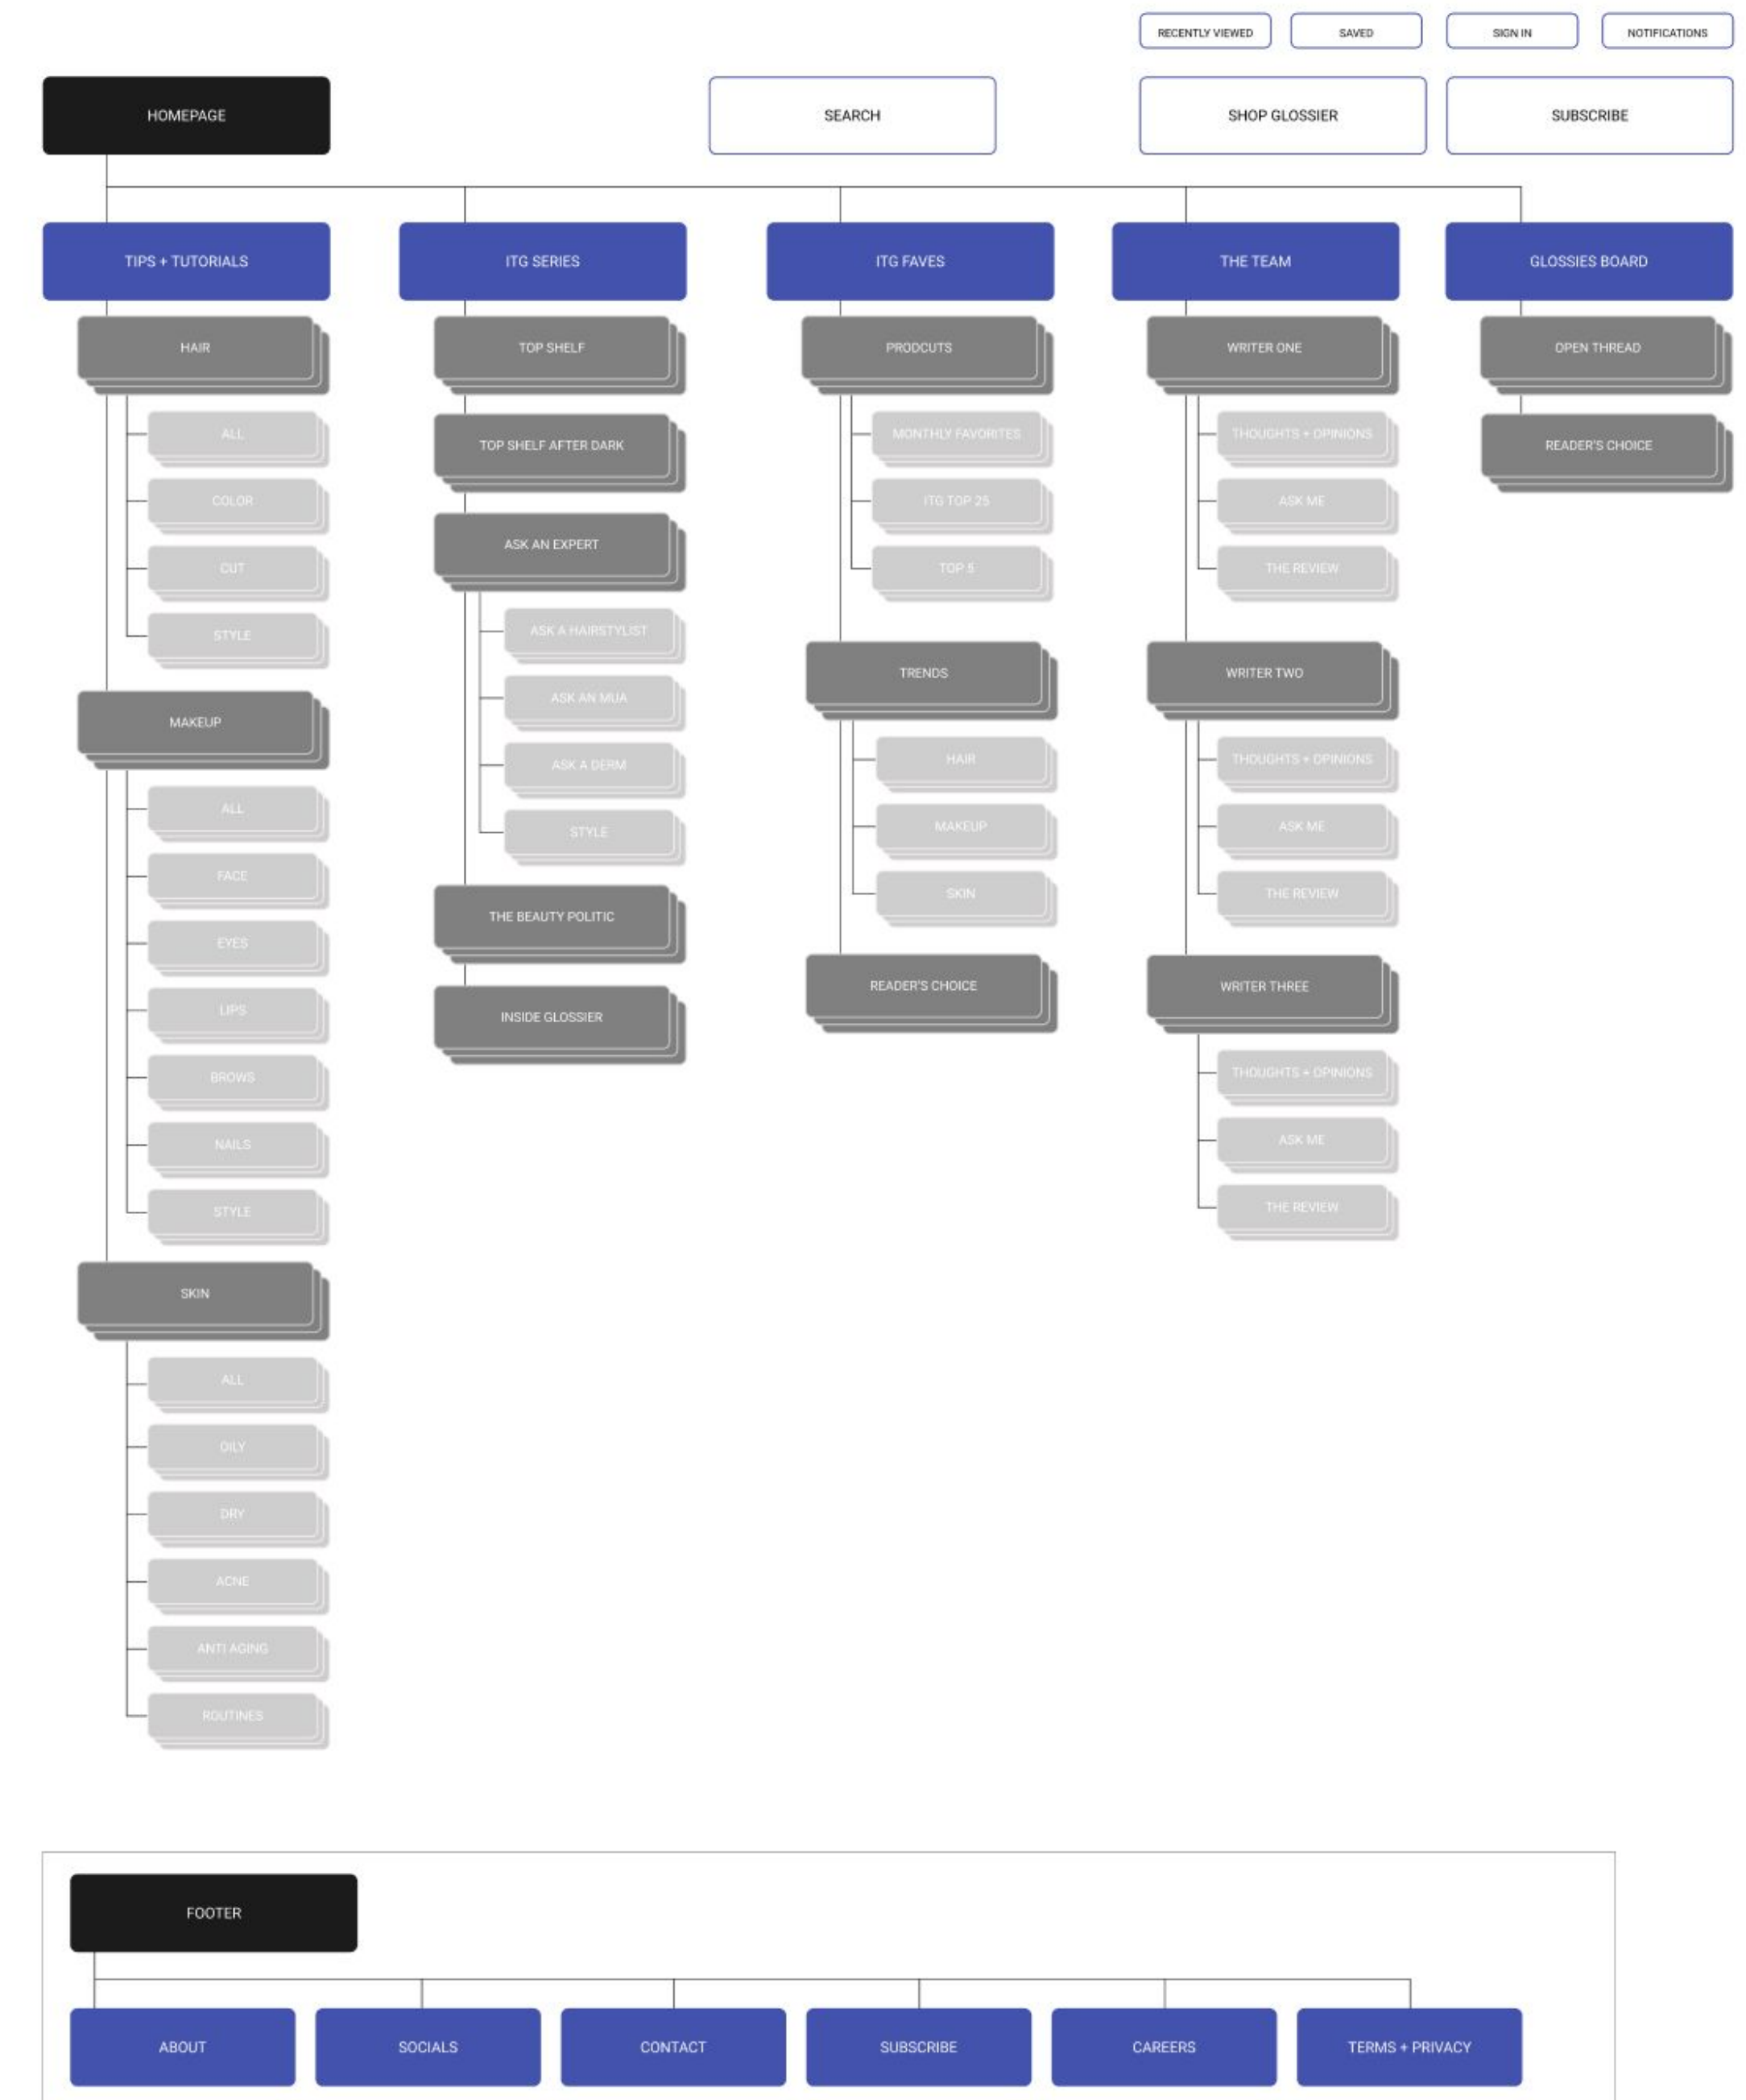 RECENTLY VIEWED
SAVED
SIGN IN
NOTIFICATIONS
HOMEPAGE
SEARCH
SHOP GLOSSIER
SUBSCRIBE
TIPS + TUTORIALS
HAIR
ALL
COLOR
CUT
STYLE
MAKEUP
ALL
FACE
EYES
LIPS
BROWS
NAILS
STYLE
SKIN
ALL
OILY
DRY
ACNE
ANTI AGING
ROUTINES
ITG SERIES
TOP SHELF
TOP SHELF AFTER DARK
ASK AN EXPERT
ASK A HAIRSTYLIST
ASK AN MUA
ASK A DERM
STYLE
THE BEAUTY POLITIC
INSIDE GLOSSIER
ITG FAVES
PRODCUTS
MONTHLY FAVORITES
ITG TOP 25
TOP 5
TRENDS
HAIR
MAKEUP
SKIN
READER'S CHOICE
THE TEAM
WRITER ONE
THOUGHTS + OPINIONS
ASK ME
THE REVIEW
WRITER TWO
THOUGHTS + OPINIONS
ASK ME
THE REVIEW
WRITER THREE
THOUGHTS + OPINIONS
ASK ME
THE REVIEW
GLOSSIES BOARD
OPEN THREAD
READER'S CHOICE
FOOTER
ABOUT
SOCIALS
CONTACT
SUBSCRIBE
CAREERS
TERMS + PRIVACY